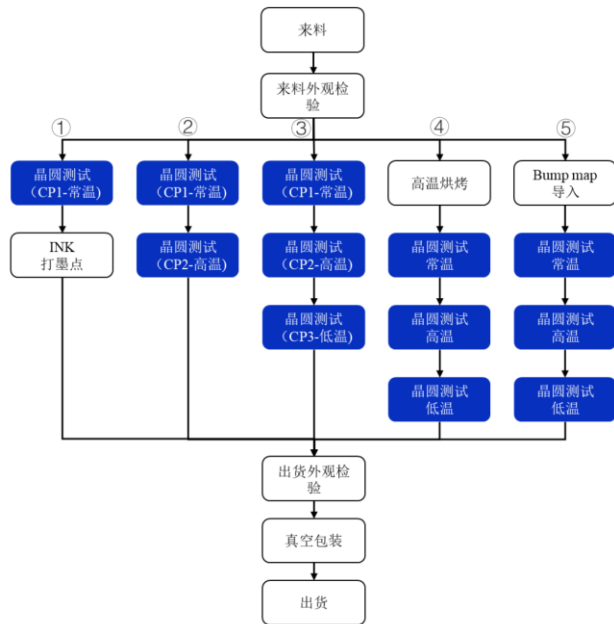 来料
来料外观检
验
①
②
③
④
⑤
晶圆测试
（CP1-常温)
晶圆测试
（CP1-常温)
晶圆测试
（CP1-常温)
高温烘烤
Bump map
导入
INK
打墨点
晶圆测试
（CP2-高温)
晶圆测试
（CP2-高温)
晶圆测试
常温
晶圆测试
常温
晶圆测试
（CP3-低温)
晶圆测试
高温
晶圆测试
高温
晶圆测试
低温
晶圆测试
低温
出货外观检
验
真空包装
出货